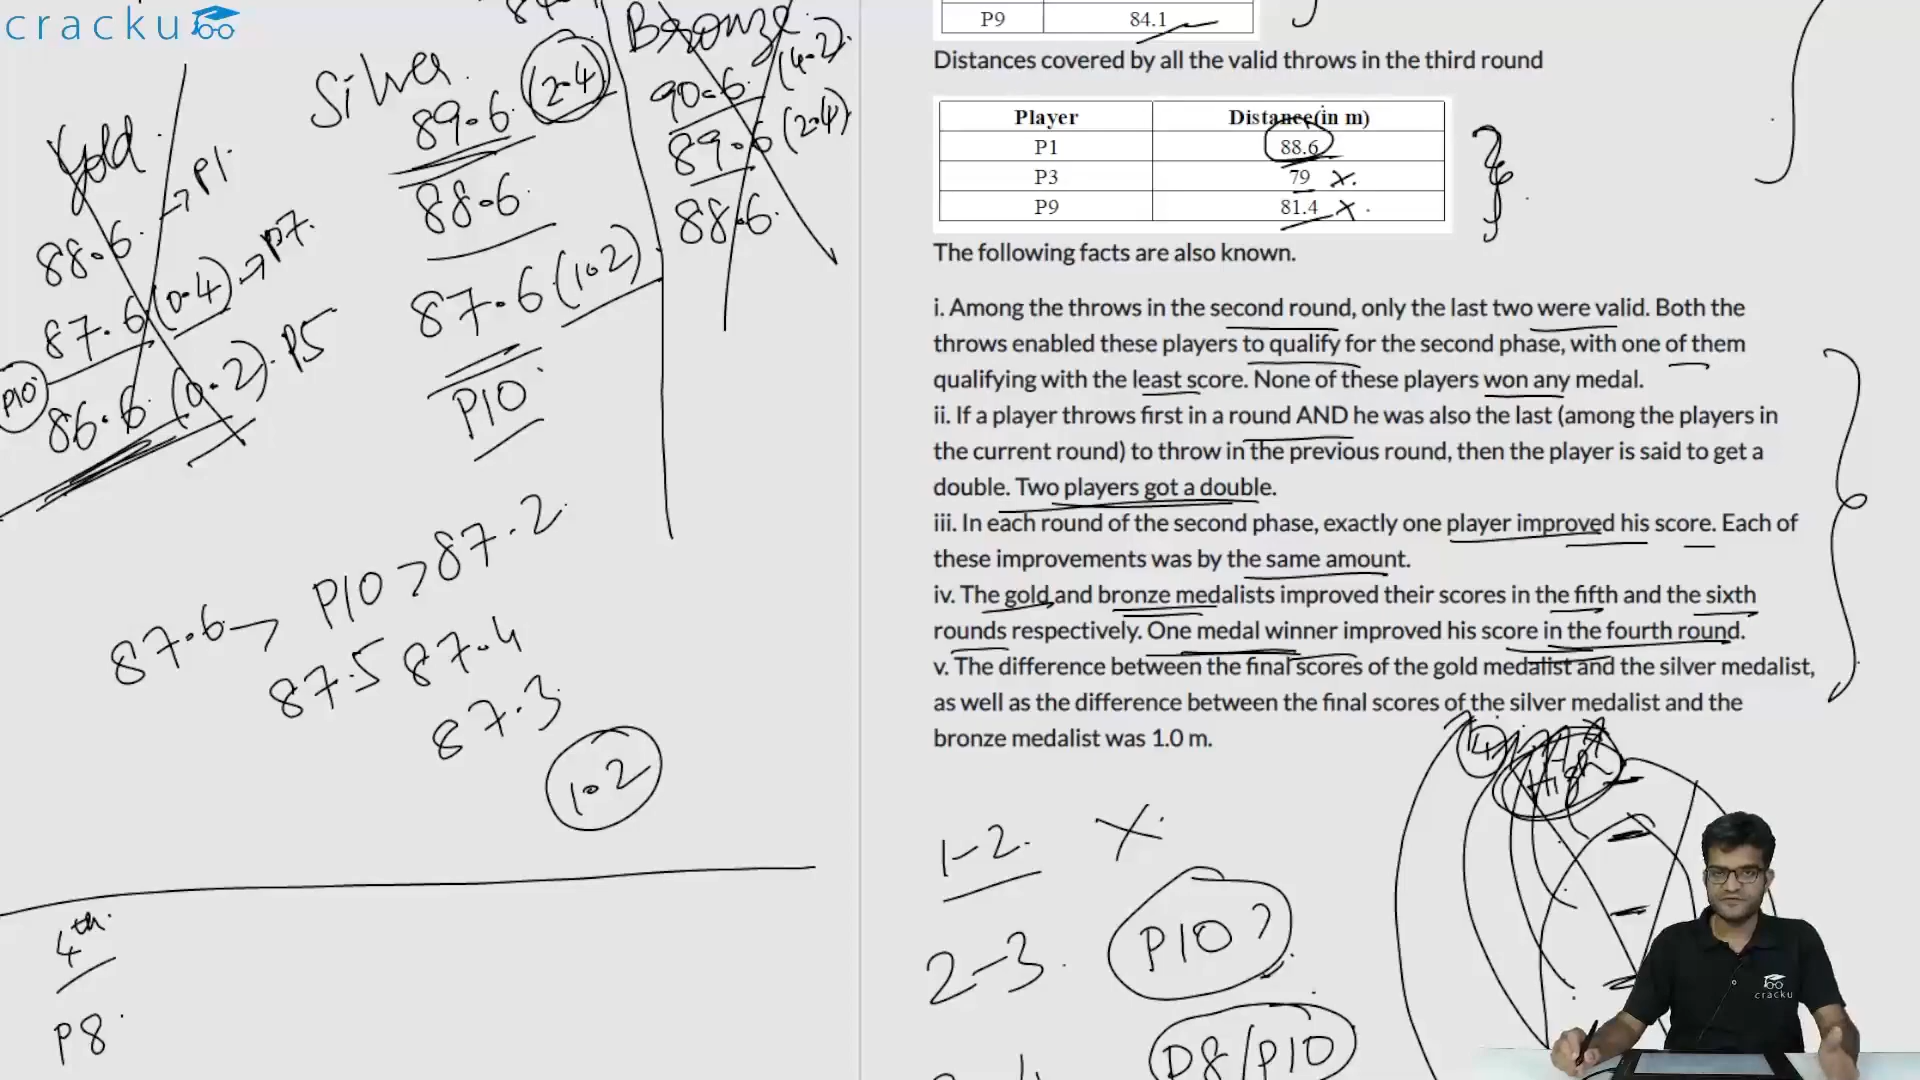 cracku
84.
Gold
88.6 → P1
87.6 (0.4) → P7
P10
86.6 (0.2) P5
Silver
89.6 (2.4)
88.6
87.6 (1.2)
P10
Bronze
90.6 (4.2)
89.6 (2.4)
88.6
87.6 → P10 > 87.2
87.5 87.4
87.3
1.2
4th
P8
P9 84.1
Distances covered by all the valid throws in the third round
Player Distance(in m)
P1 88.6
P3 79 x
P9 81.4 x
The following facts are also known.
i. Among the throws in the second round, only the last two were valid. Both the
throws enabled these players to qualify for the second phase, with one of them
qualifying with the least score. None of these players won any medal.
ii. If a player throws first in a round AND he was also the last (among the players in
the current round) to throw in the previous round, then the player is said to get a
double. Two players got a double.
iii. In each round of the second phase, exactly one player improved his score. Each of
these improvements was by the same amount.
iv. The gold and bronze medalists improved their scores in the fifth and the sixth
rounds respectively. One medal winner improved his score in the fourth round.
v. The difference between the final scores of the gold medalist and the silver medalist,
as well as the difference between the final scores of the silver medalist and the
bronze medalist was 1.0 m.
1-2. X
2-3. P10?
P8/P10
4
cracku